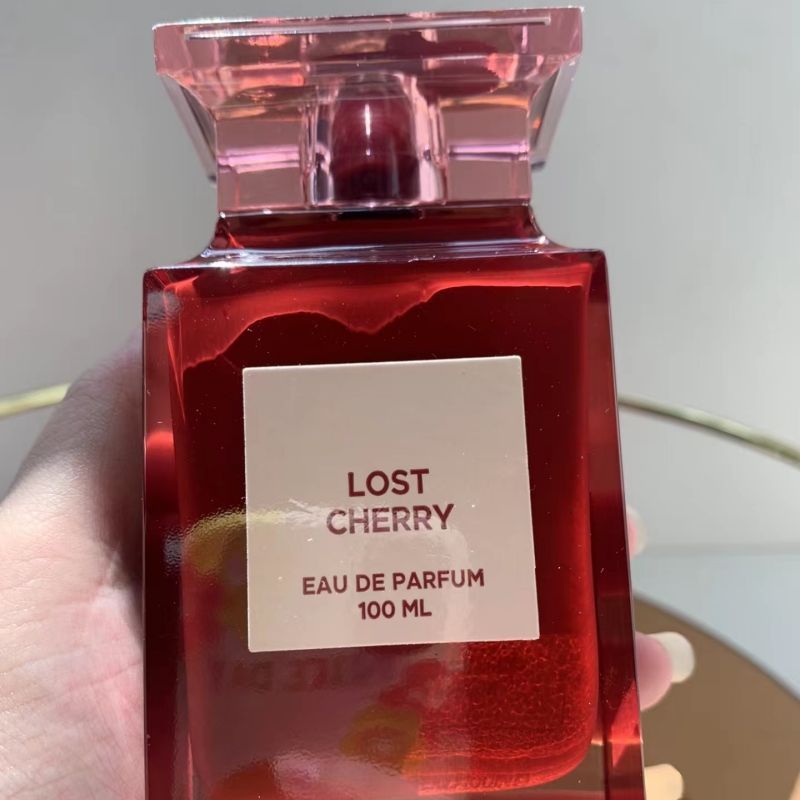 LOST
CHERRY
EAU DE PARFUM
100 ML